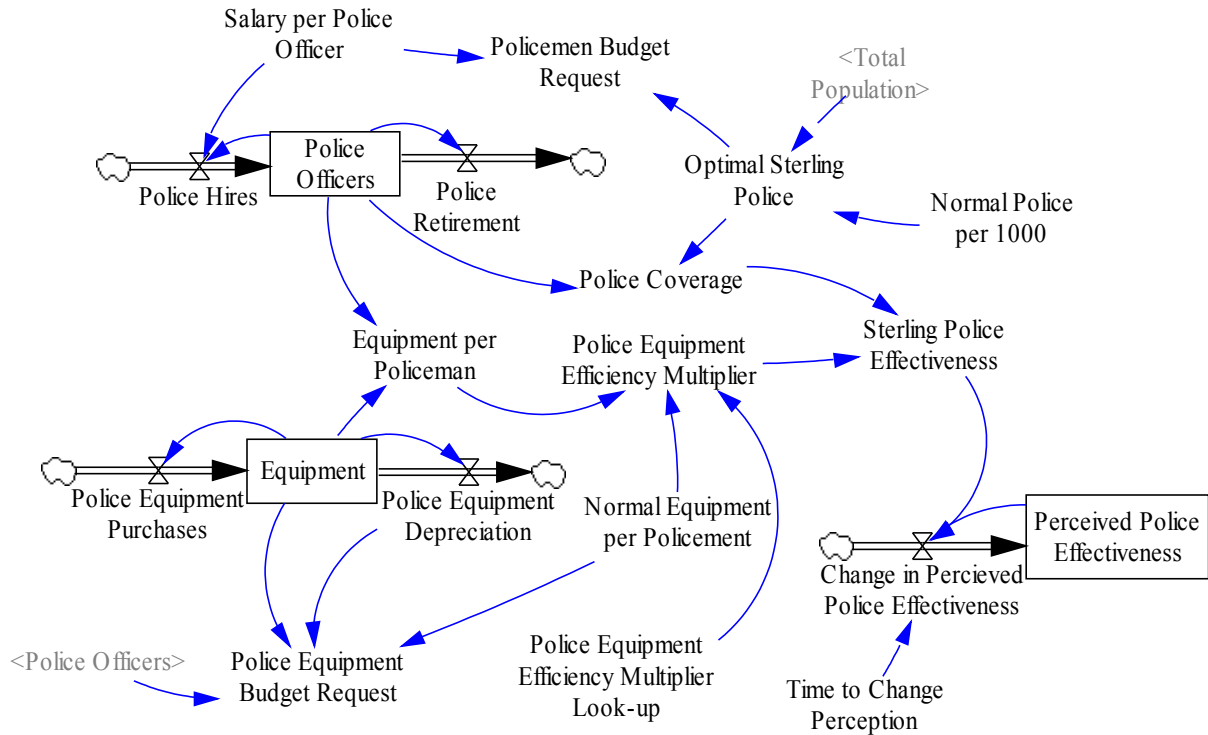 Salary per Police
Officer
Policemen Budget
Request
<Total
Population>
Police
Officers
Police Hires
Police
Retirement
Optimal Sterling
Police
Normal Police
per 1000
Police Coverage
Equipment per
Policeman
Police Equipment
Efficiency Multiplier
Sterling Police
Effectiveness
Equipment
Police Equipment
Purchases
Police Equipment
Depreciation
Normal Equipment
per Policement
Perceived Police
Effectiveness
Change in Percieved
Police Effectiveness
<Police Officers>
Police Equipment
Budget Request
Police Equipment
Efficiency Multiplier
Look-up
Time to Change
Perception